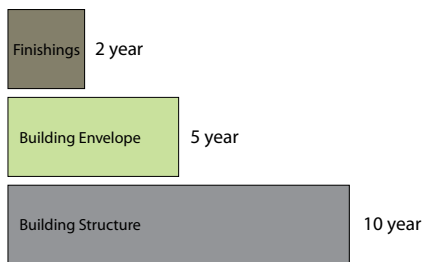 Finishings 2 year
Building Envelope 5 year
Building Structure 10 year